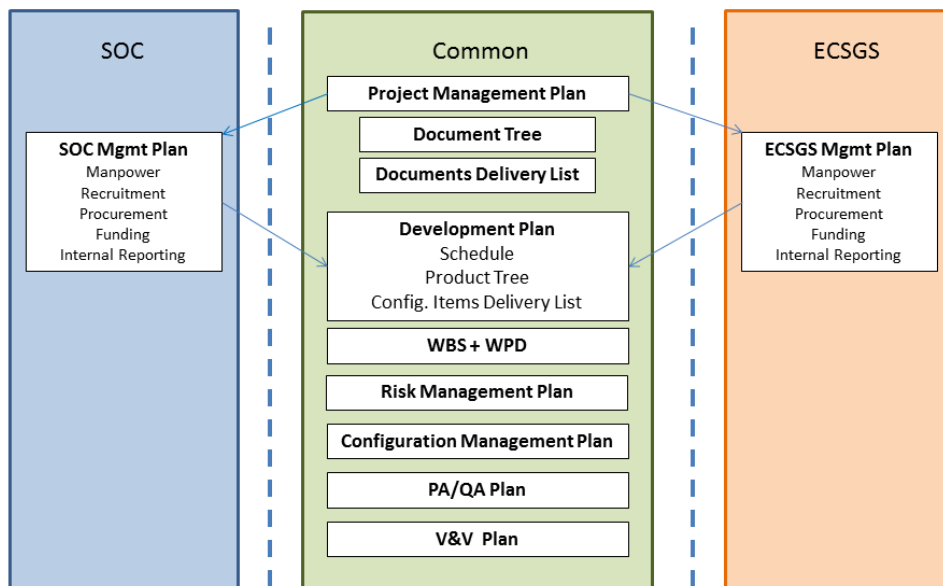 SOC
SOC Mgmt Plan
Manpower
Recruitment
Procurement
Funding
Internal Reporting
Common
Project Management Plan
Document Tree
Documents Delivery List
Development Plan
Schedule
Product Tree
Config. Items Delivery List
WBS + WPD
Risk Management Plan
Configuration Management Plan
PA/QA Plan
V&V Plan
ECSGS
ECSGS Mgmt Plan
Manpower
Recruitment
Procurement
Funding
Internal Reporting